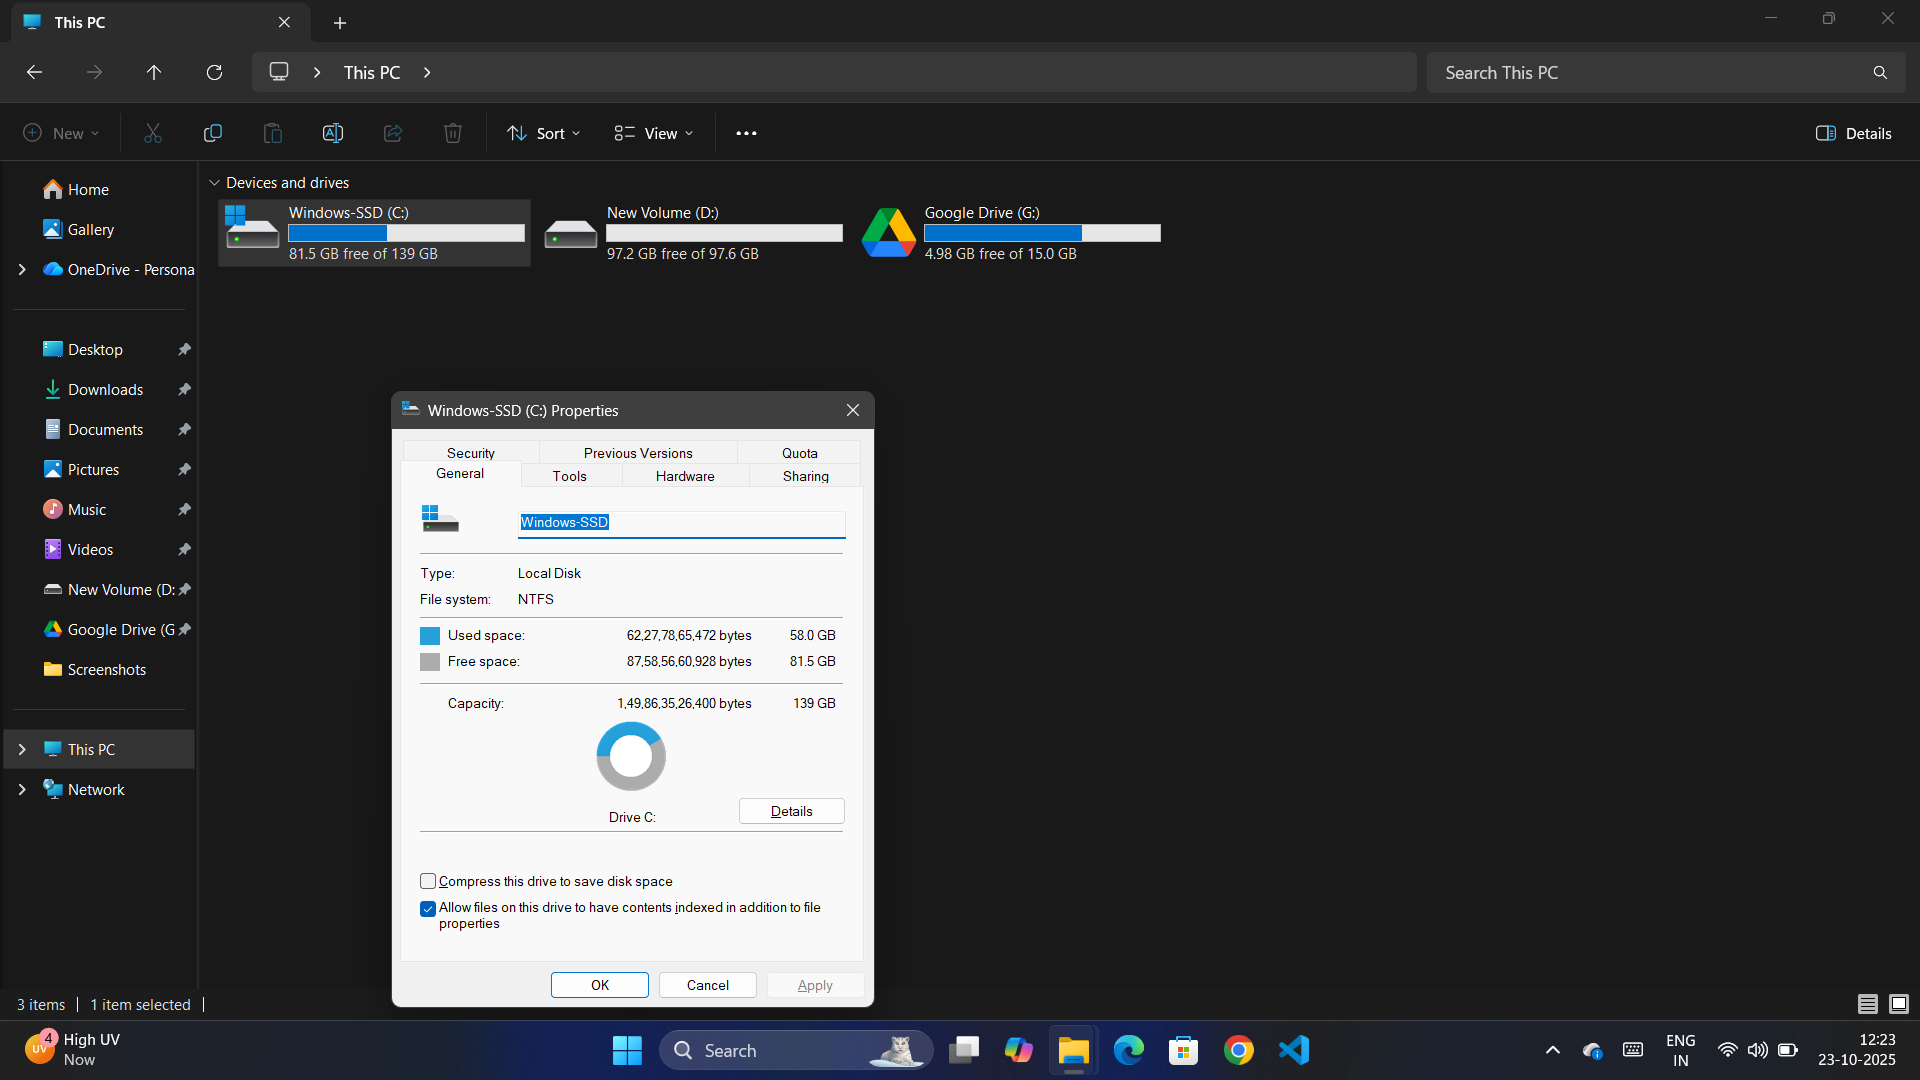 This PC
This PC
Search This PC
New
Sort
View
Details
Home
Gallery
OneDrive - Persona
Desktop
Downloads
Documents
Pictures
Music
Videos
New Volume (D:
Google Drive (G
Screenshots
This PC
Network
Devices and drives
Windows-SSD (C:)
81.5 GB free of 139 GB
New Volume (D:)
97.2 GB free of 97.6 GB
Google Drive (G:)
4.98 GB free of 15.0 GB
Windows-SSD (C:) Properties
Security Previous Versions Quota
General Tools Hardware Sharing
Windows-SSD
Type: Local Disk
File system: NTFS
Used space: 62,27,78,65,472 bytes 58.0 GB
Free space: 87,58,56,60,928 bytes 81.5 GB
Capacity: 1,49,86,35,26,400 bytes 139 GB
Drive C:
Details
Compress this drive to save disk space
Allow files on this drive to have contents indexed in addition to file
properties
OK Cancel Apply
3 items 1 item selected
UV
4
High UV
Now
Search
ENG
IN
12:23
23-10-2025